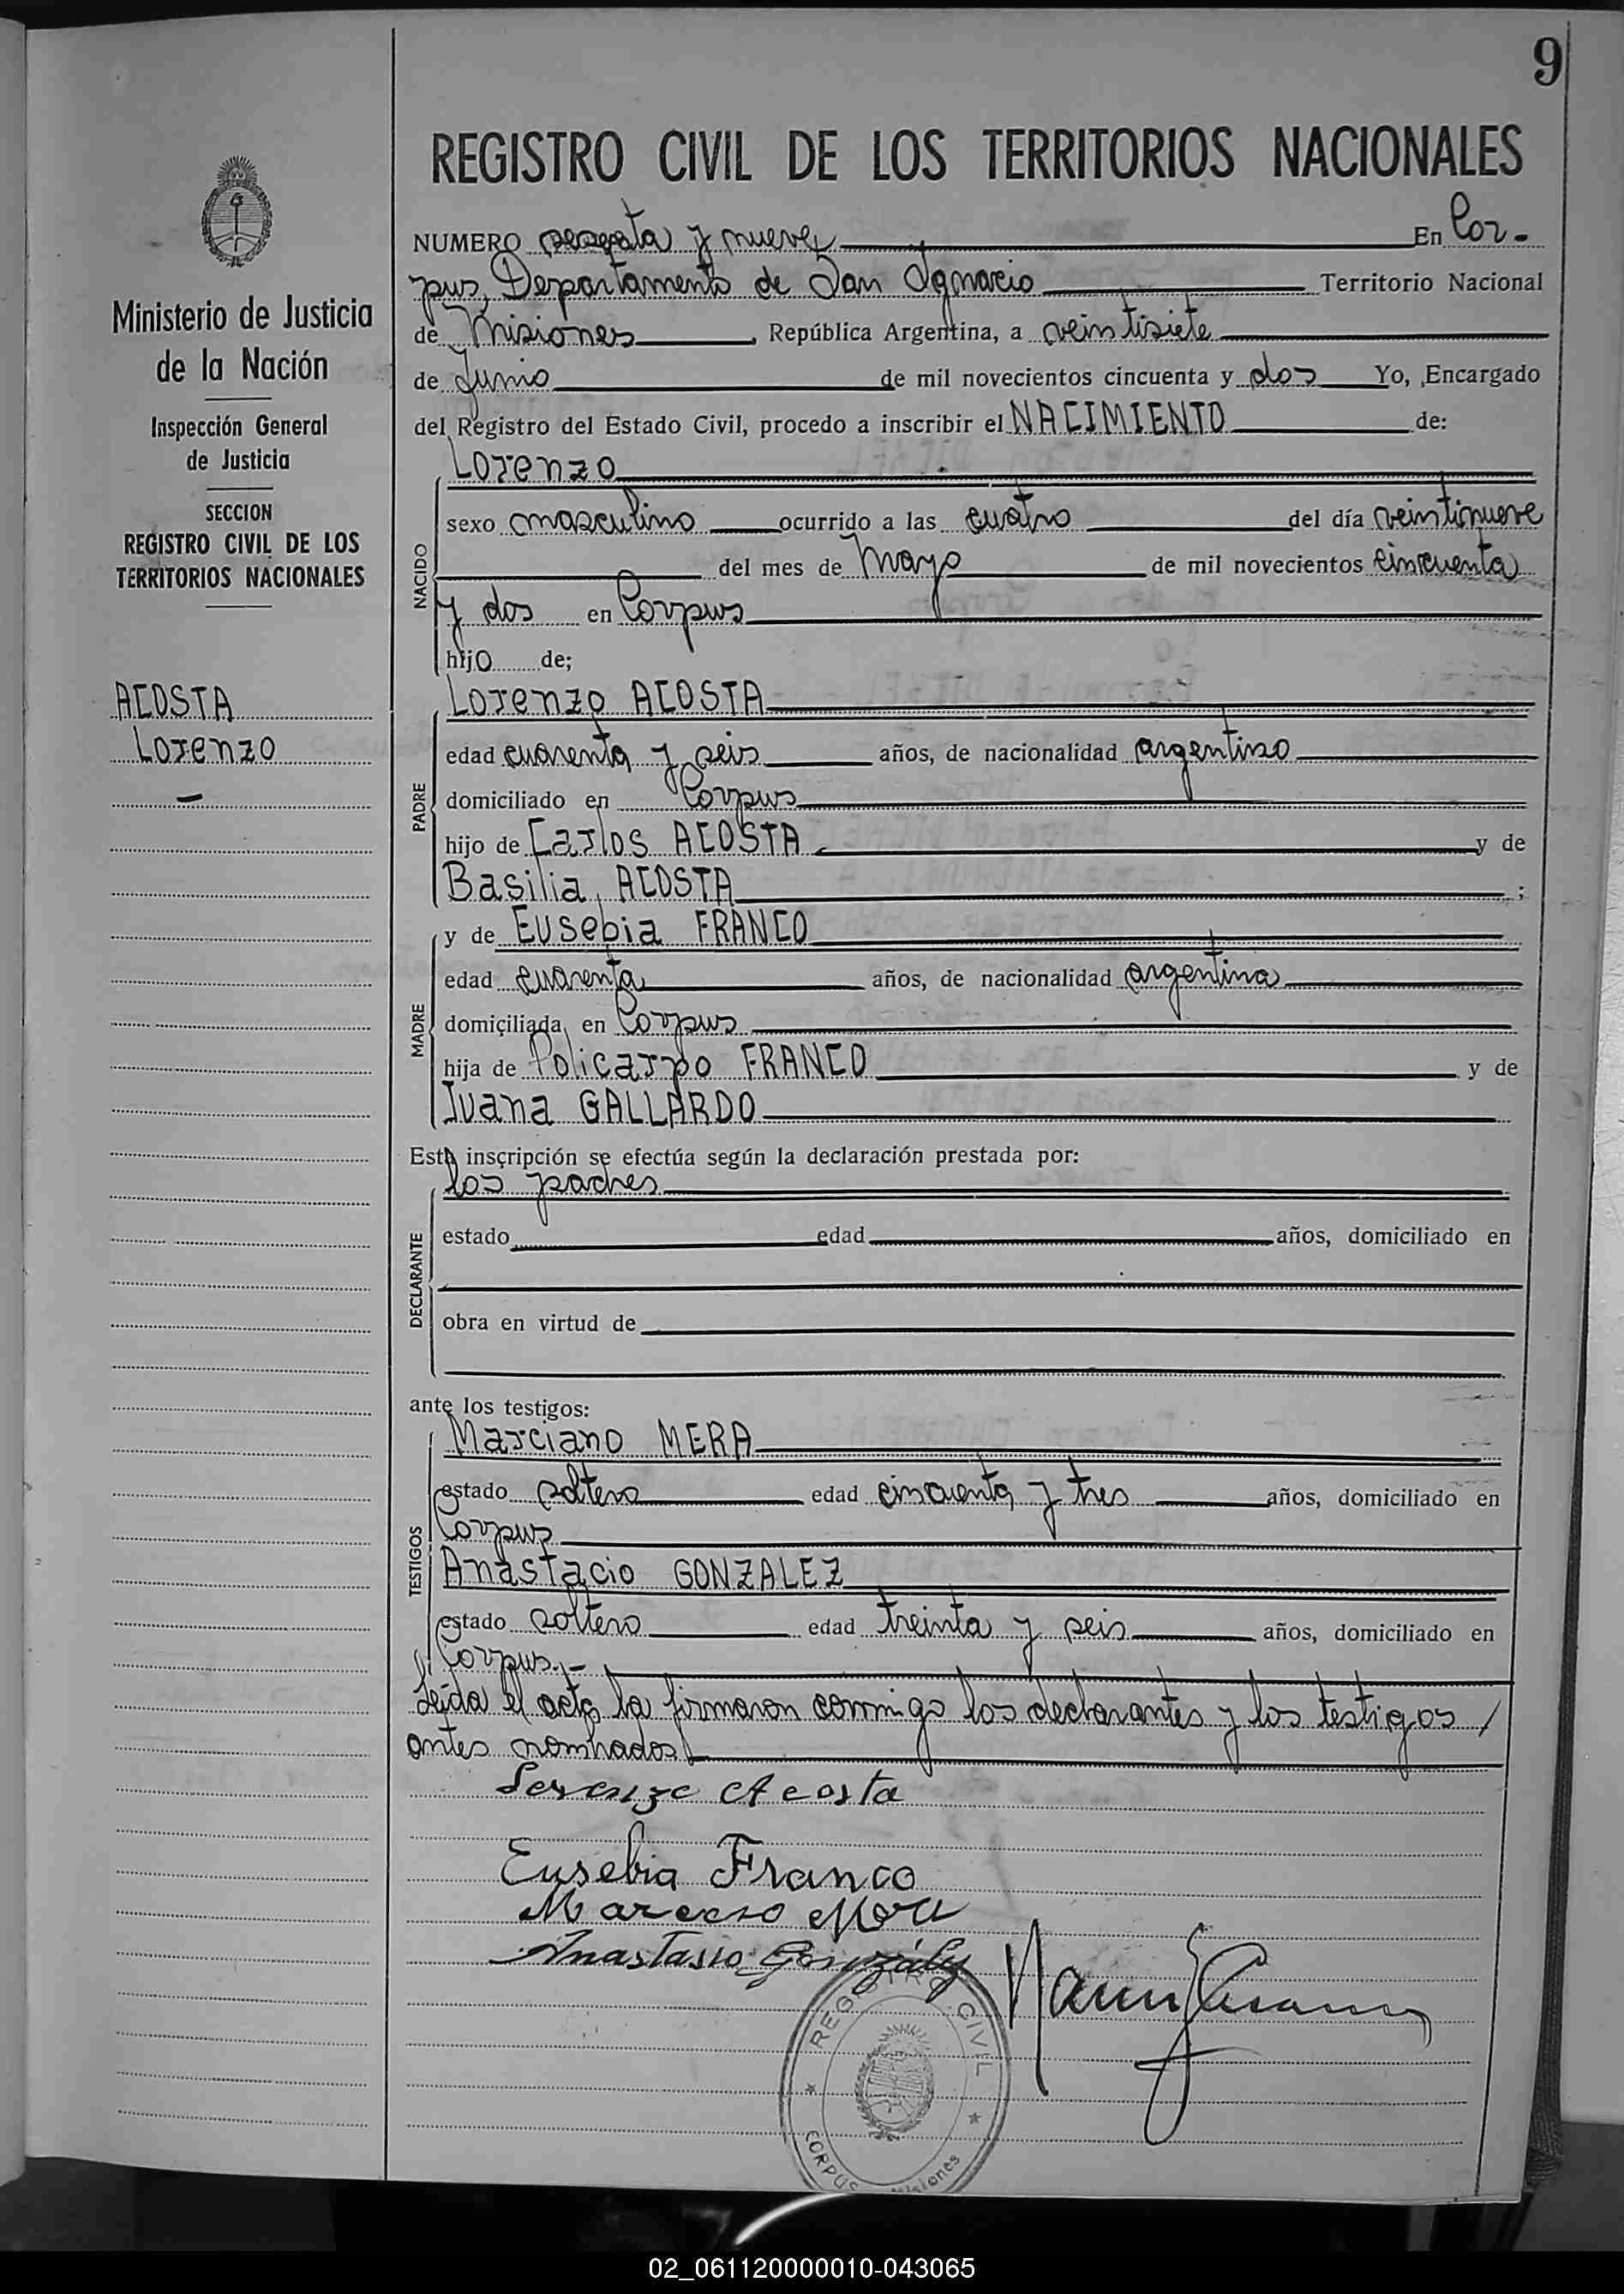 9
REGISTRO CIVIL DE LOS TERRITORIOS NACIONALES
Ministerio de Justicia
de la Nación
Inspección General
de Justicia
SECCION
REGISTRO CIVIL DE LOS
TERRITORIOS NACIONALES
ACOSTA
Lorenzo
NUMERO y nueve En Cor-
pus, Departamento de San Ignacio Territorio Nacional
de Misiones, República Argentina, a veintisiete
de Junio de mil novecientos cincuenta y dos Yo, Encargado
del Registro del Estado Civil, procedo a inscribir el NACIMIENTO de:
NACIDO
Lorenzo
sexo masculino ocurrido a las cuatro del día veintinueve
del mes de Mayo de mil novecientos cincuenta
y dos en Corpus
hijo de;
PADRE
Lorenzo ACOSTA
edad cuarenta y seis años, de nacionalidad argentino
domiciliado en Corpus
hijo de Carlos ACOSTA y de
Basilia ACOSTA ;
MADRE
y de Eusebia FRANCO
edad cuarenta años, de nacionalidad argentina
domiciliada en Corpus
hija de Policarpo FRANCO y de
Juana GALLARDO
Esta inscripción se efectúa según la declaración prestada por:
DECLARANTE
los padres
estado edad años, domiciliado en
obra en virtud de
ante los testigos:
TESTIGOS
Marciano MERA
estado soltero edad cincuenta y tres años, domiciliado en
Corpus
Anastacio GONZALEZ
estado soltero edad treinta y seis años, domiciliado en
Corpus.-
Leida el acta, la firmaron conmigo los declarantes y los testigos /
antes nombrados
Lorenzo Acosta
Eusebia Franco
Anastasio González
REGISTRO CIVIL
CORPUS Misiones
02_061120000010-043065